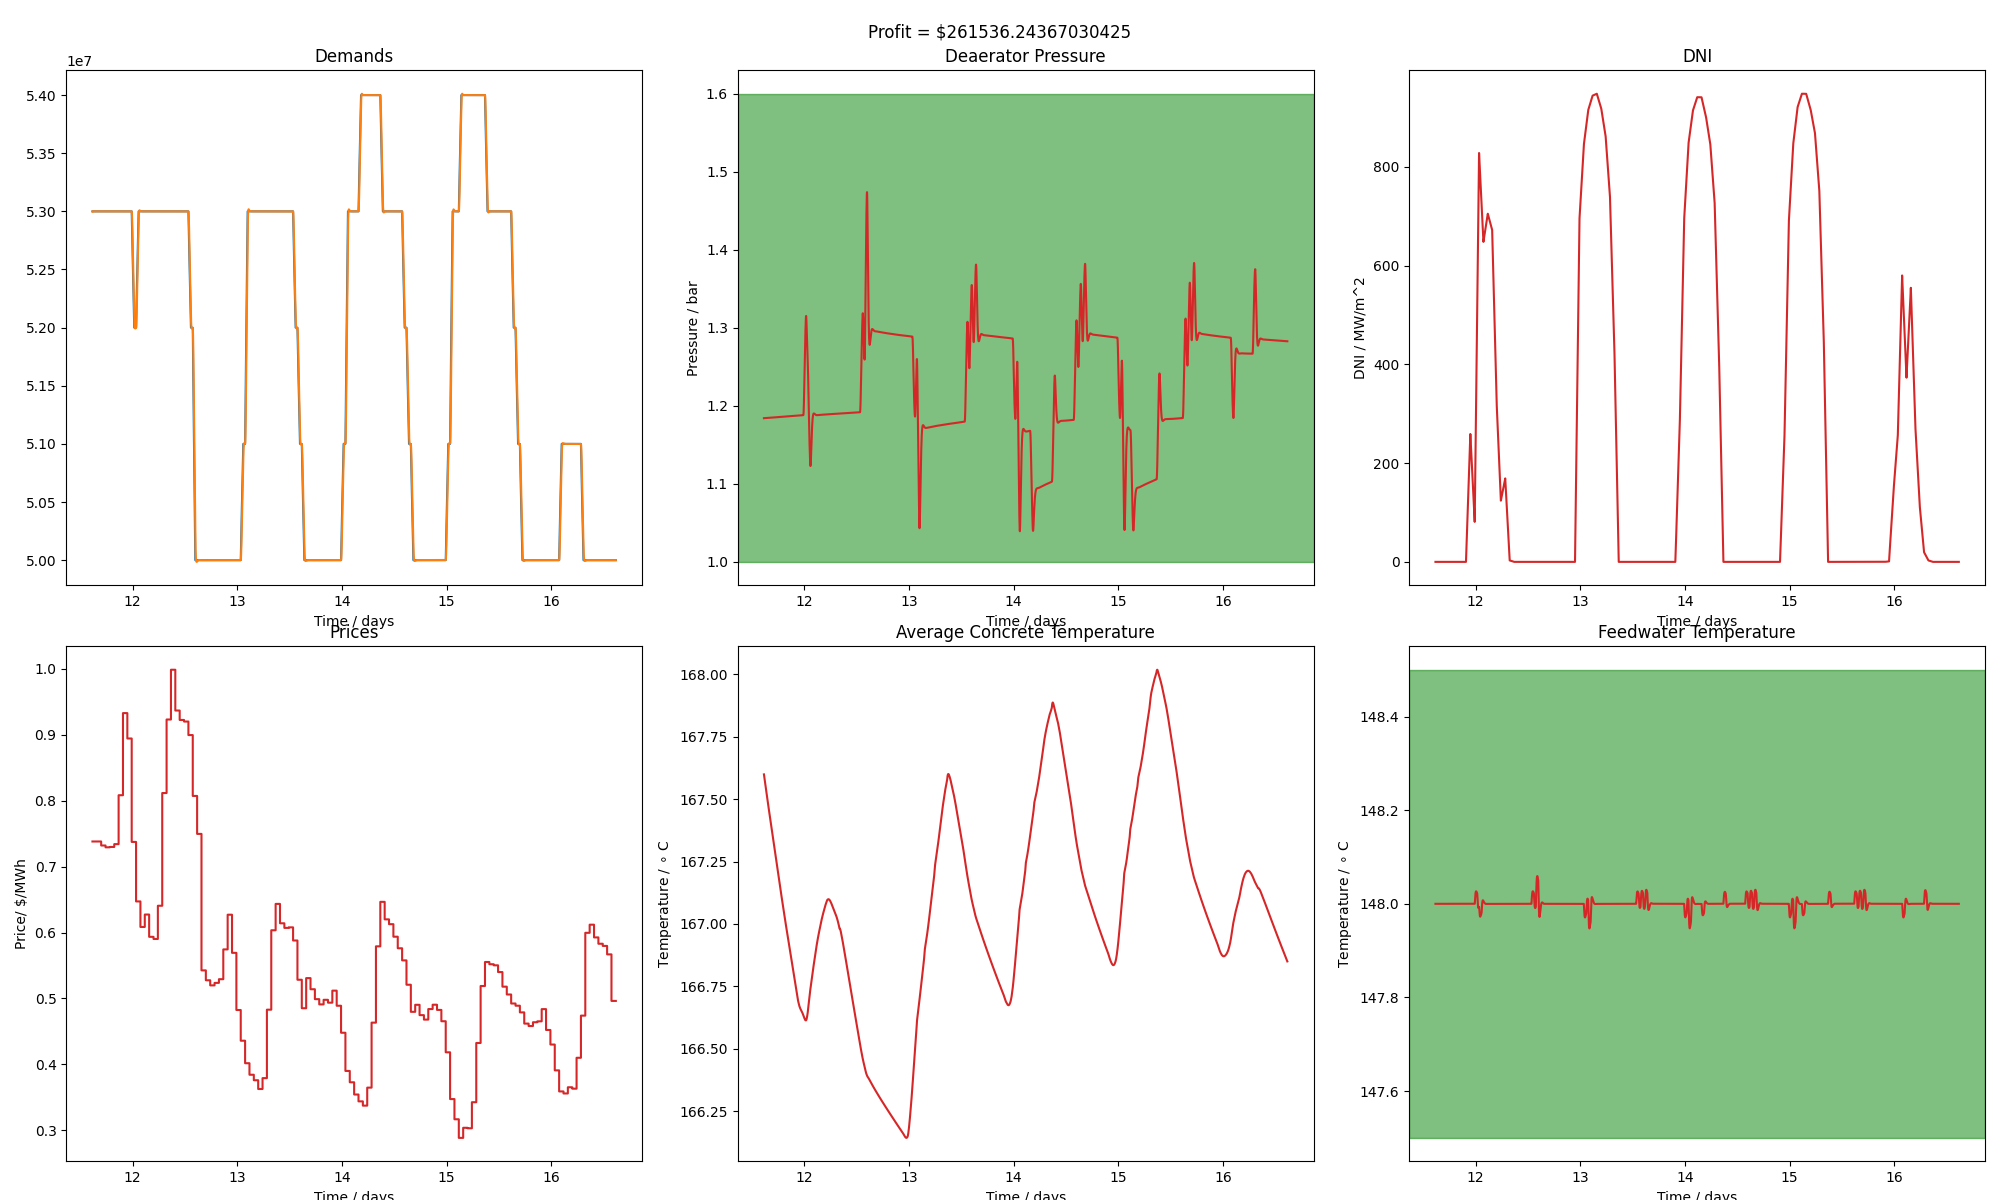 Profit = $261536.24367030425
Demands
1e7
5.40
5.35
5.30
5.25
5.20
5.15
5.10
5.05
5.00
12 13 14 15 16
Time / days
Deaerator Pressure
Pressure / bar
1.6
1.5
1.4
1.3
1.2
1.1
1.0
12 13 14 15 16
Time / days
DNI
DNI / MW/m^2
800
600
400
200
0
12 13 14 15 16
Time / days
Prices
Price/ $/MWh
1.0
0.9
0.8
0.7
0.6
0.5
0.4
0.3
12 13 14 15 16
Time / days
Average Concrete Temperature
Temperature / ∘ C
168.00
167.75
167.50
167.25
167.00
166.75
166.50
166.25
12 13 14 15 16
Time / days
Feedwater Temperature
Temperature / ∘ C
148.4
148.2
148.0
147.8
147.6
12 13 14 15 16
Time / days